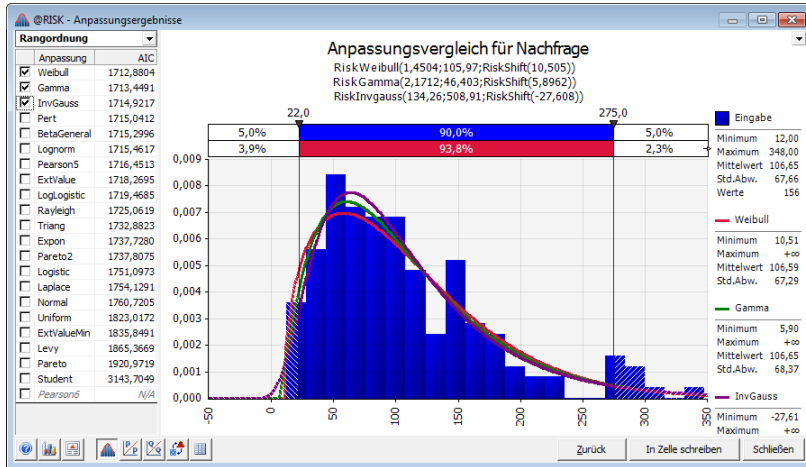 @RISK - Anpassungsergebnisse
Rangordnung
Anpassung AIC
Weibull 1712,8804
Gamma 1713,4491
InvGauss 1714,9217
Pert 1715,0412
BetaGeneral 1715,2996
Lognorm 1715,4617
Pearson5 1716,4513
ExtValue 1718,2695
LogLogistic 1719,4685
Rayleigh 1725,0619
Triang 1732,8823
Expon 1737,7280
Pareto2 1737,8075
Logistic 1751,0973
Laplace 1754,1291
Normal 1760,7205
Uniform 1823,0172
ExtValueMin 1835,8491
Levy 1865,3669
Pareto 1920,9719
Student 3143,7049
Pearson6 N/A
Anpassungsvergleich für Nachfrage
RiskWeibull(1,4504;105,97;RiskShift(10,505))
RiskGamma(2,1712;46,403;RiskShift(5,8962))
RiskInvgauss(134,26;508,91;RiskShift(-27,608))
22,0 275,0
5,0% 90,0% 5,0%
3,9% 93,8% 2,3%
0,009
0,008
0,007
0,006
0,005
0,004
0,003
0,002
0,001
0,000
-50 0 50 100 150 200 250 300 350
Eingabe
Minimum 12,00
Maximum 348,00
Mittelwert 106,65
Std.Abw. 67,66
Werte 156
Weibull
Minimum 10,51
Maximum +∞
Mittelwert 106,59
Std.Abw. 67,29
Gamma
Minimum 5,90
Maximum +∞
Mittelwert 106,65
Std.Abw. 68,37
InvGauss
Minimum -27,61
Maximum +∞
Zurück In Zelle schreiben Schließen